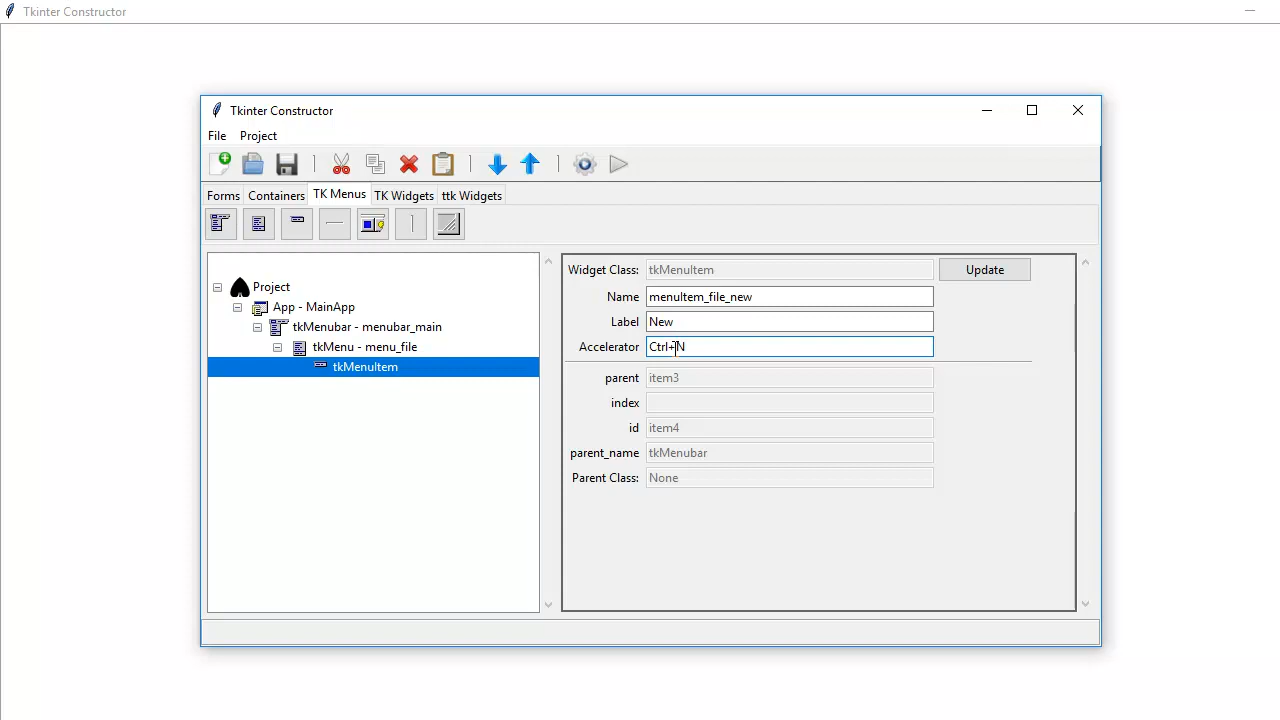 Tkinter Constructor
Tkinter Constructor
File Project
Forms Containers TK Menus TK Widgets ttk Widgets
Project
App - MainApp
tkMenubar - menubar_main
tkMenu - menu_file
tkMenuItem
Widget Class: tkMenuItem Update
Name menuItem_file_new
Label New
Accelerator Ctrl+N
parent item3
index
id item4
parent_name tkMenubar
Parent Class: None